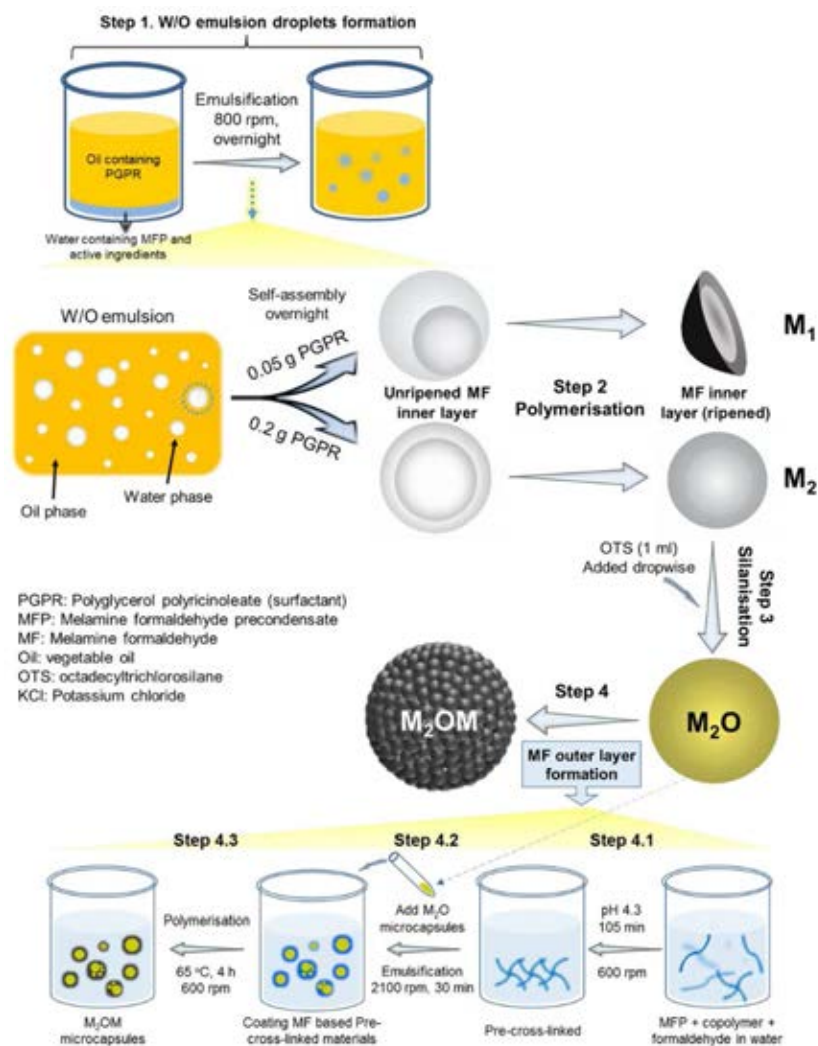 Step 1. W/O emulsion droplets formation
Oil containing
PGPR
Emulsification
800 rpm,
overnight
Water containing MFP and
active ingredients
W/O emulsion
Self-assembly
overnight
0.05 g PGPR
0.2 g PGPR
Oil phase
Water phase
Unripened MF
inner layer
Step 2
Polymerisation
MF inner
layer (ripened)
M1
M2
OTS (1 ml)
Added dropwise
Step 3
Silanisation
PGPR: Polyglycerol polyricinoleate (surfactant)
MFP: Melamine formaldehyde precondensate
MF: Melamine formaldehyde
Oil: vegetable oil
OTS: octadecyltrichlorosilane
KCl: Potassium chloride
M2OM
Step 4
M2O
MF outer layer
formation
Step 4.3
Step 4.2
Step 4.1
Polymerisation
65 °C, 4 h
600 rpm
Add M2O
microcapsules
Emulsification
2100 rpm, 30 min
pH 4.3
105 min
600 rpm
M2OM
microcapsules
Coating MF based Pre-
cross-linked materials
Pre-cross-linked
MFP + copolymer +
formaldehyde in water